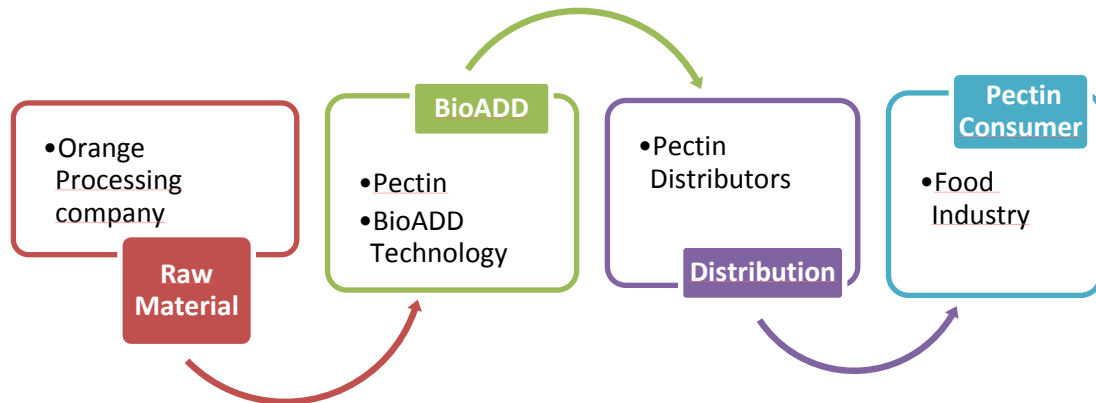 •Orange
Processing
company
Raw
Material
BioADD
•Pectin
•BioADD
Technology
•Pectin
Distributors
Distribution
Pectin
Consumer
•Food
Industry